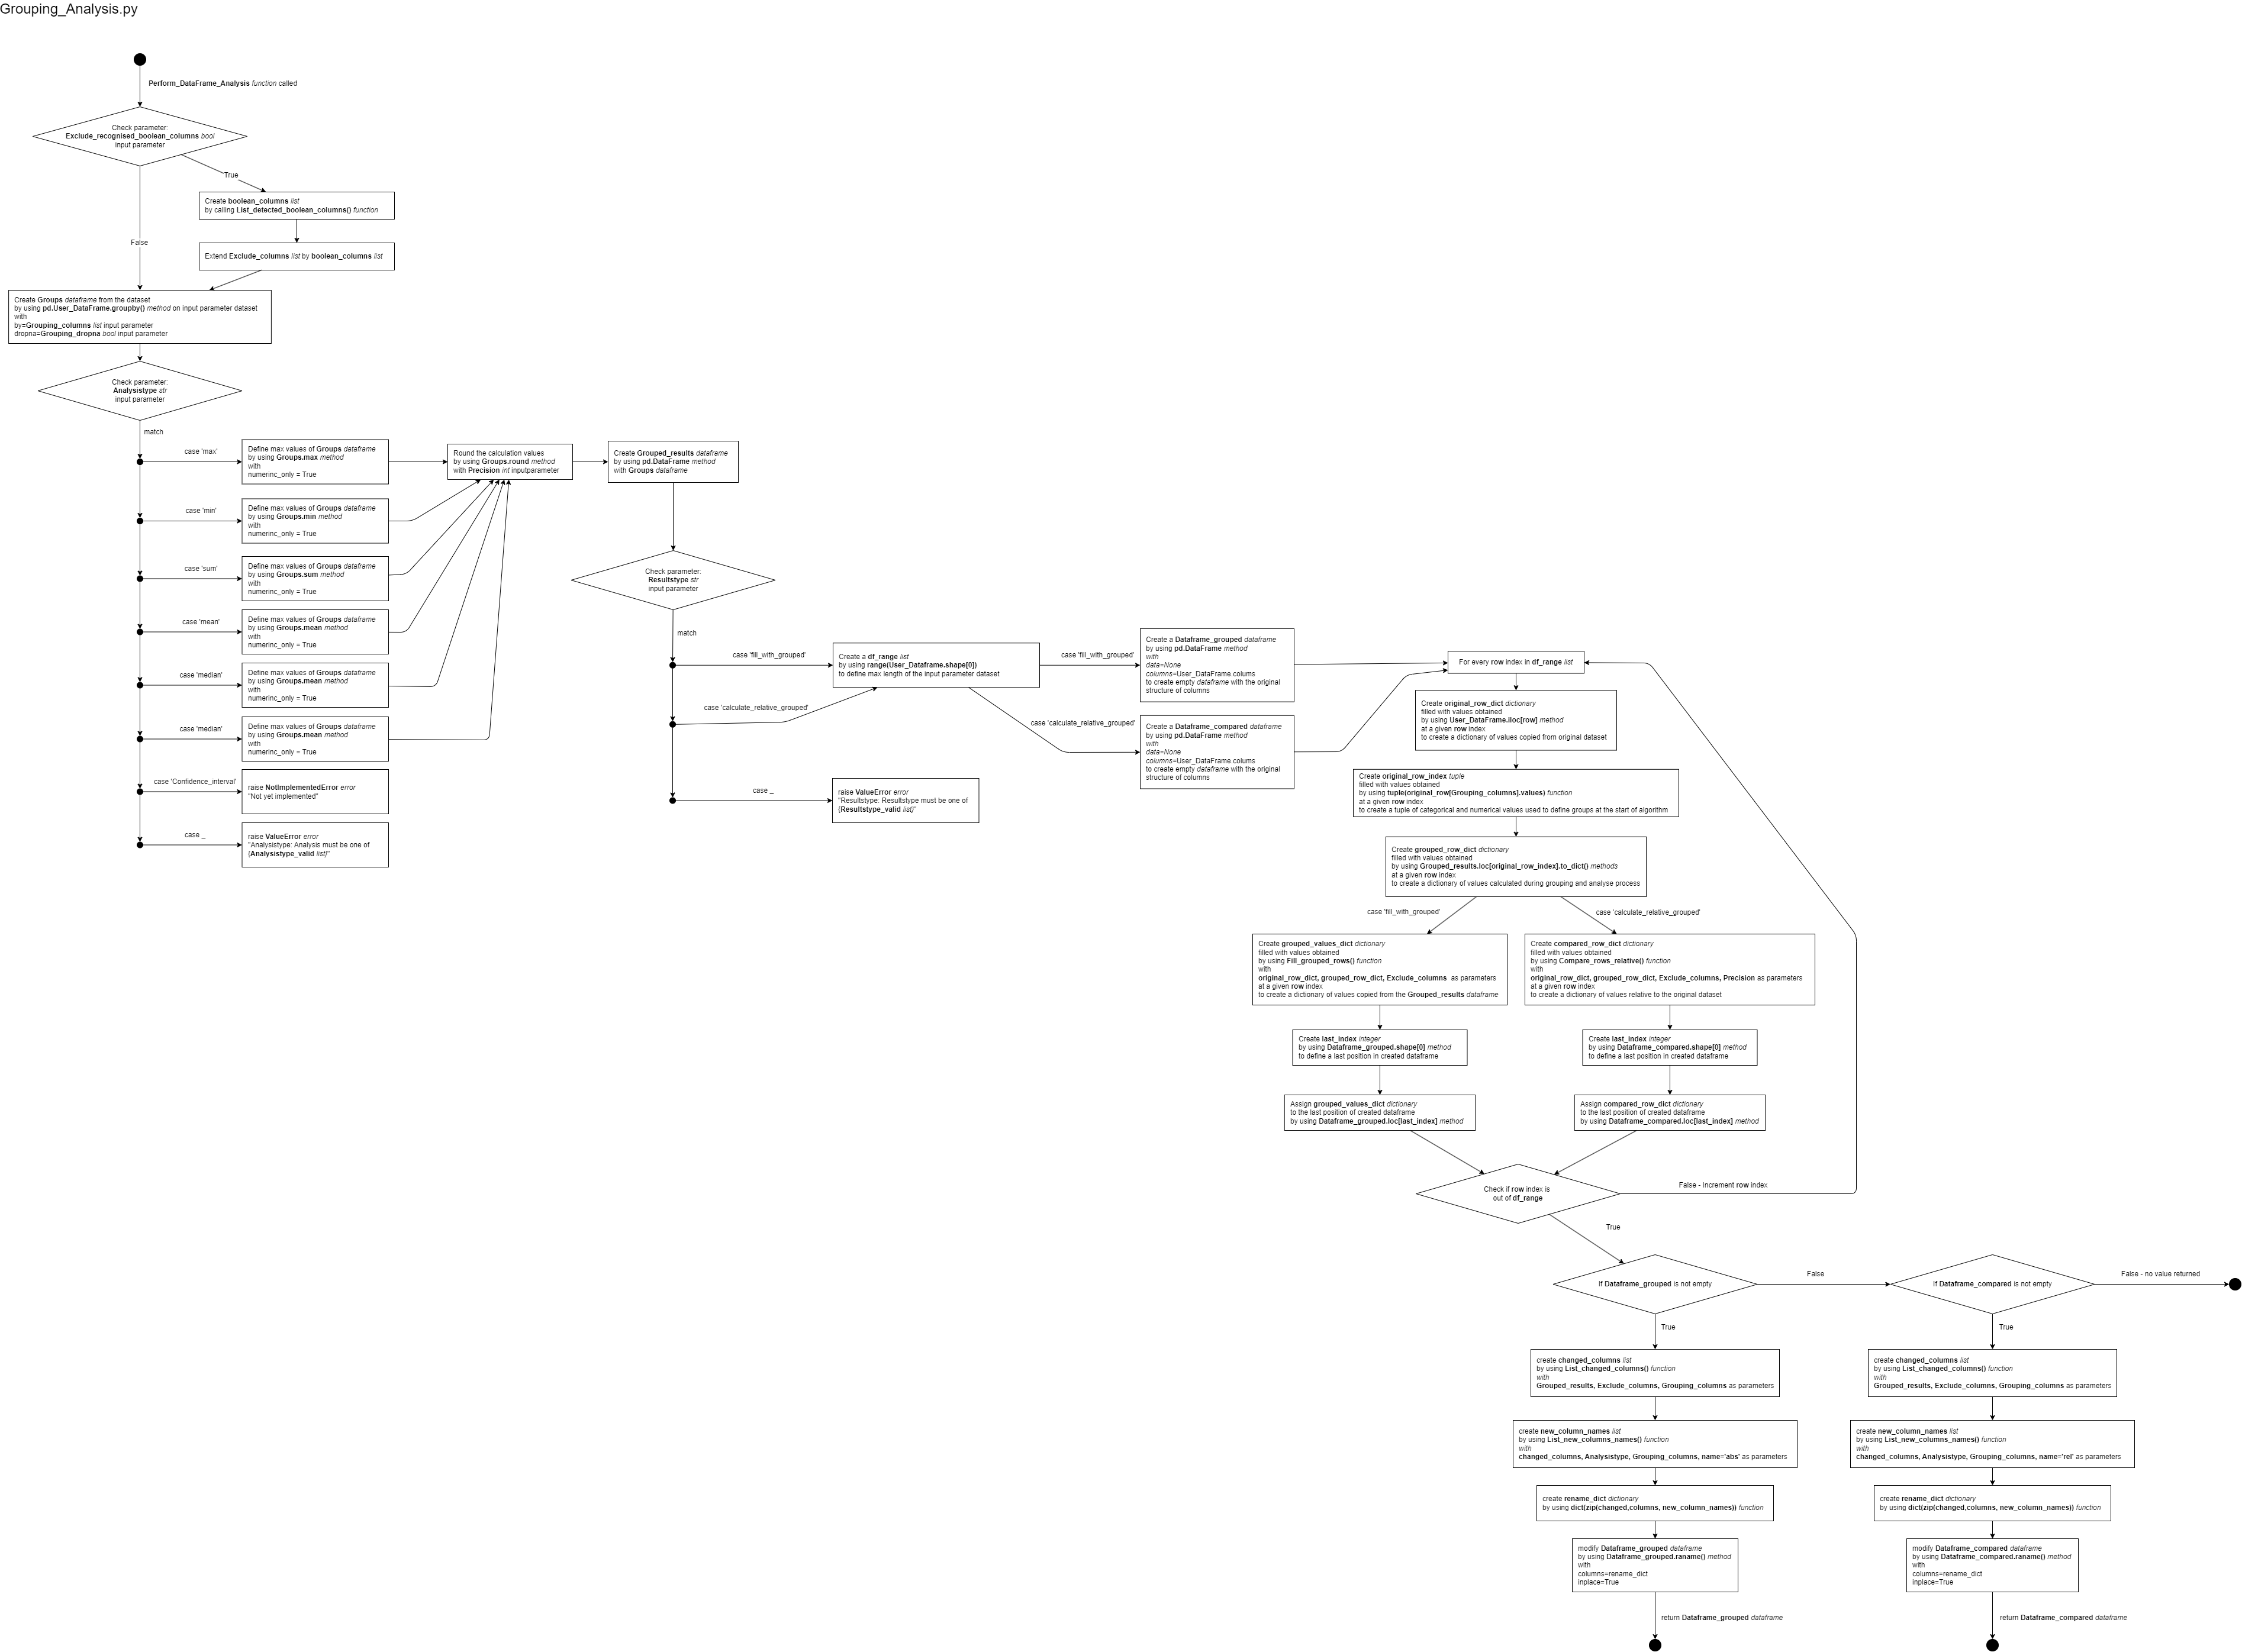 Grouping_Analysis.py
Perform_DataFrame_Analysis function called
Check parameter:
Exclude_recognised_boolean_columns bool
input parameter
True
Create boolean_columns list
by calling List_detected_boolean_columns() function
False
Extend Exclude_columns list by boolean_columns list
Create Groups dataframe from the dataset
by using pd.User_DataFrame.groupby() method on input parameter dataset
with
by=Grouping_columns list input parameter
dropna=Grouping_dropna bool input parameter
Check parameter:
Analysistype str
input parameter
match
case 'max'
Define max values of Groups dataframe
by using Groups.max method
with
numerinc_only = True
case 'min'
Define max values of Groups dataframe
by using Groups.min method
with
numerinc_only = True
case 'sum'
Define max values of Groups dataframe
by using Groups.sum method
with
numerinc_only = True
case 'mean'
Define max values of Groups dataframe
by using Groups.mean method
with
numerinc_only = True
case 'median'
Define max values of Groups dataframe
by using Groups.mean method
with
numerinc_only = True
case 'median'
Define max values of Groups dataframe
by using Groups.mean method
with
numerinc_only = True
case 'Confidence_interval'
raise NotImplementedError error
"Not yet implemented"
case _
raise ValueError error
"Analysistype: Analysis must be one of
{Analysistype_valid list}"
Round the calculation values
by using Groups.round method
with Precision int inputparameter
Create Grouped_results dataframe
by using pd.DataFrame method
with Groups dataframe
Check parameter:
Resultstype str
input parameter
match
case 'fill_with_grouped'
Create a df_range list
by using range(User_Dataframe.shape[0])
to define max length of the input parameter dataset
case 'calculate_relative_grouped'
case _
raise ValueError error
"Resultstype: Resultstype must be one of
{Resultstype_valid list}"
case 'fill_with_grouped'
Create a Dataframe_grouped dataframe
by using pd.DataFrame method
with
data=None
columns=User_DataFrame.colums
to create empty dataframe with the original
structure of columns
case 'calculate_relative_grouped'
Create a Dataframe_compared dataframe
by using pd.DataFrame method
with
data=None
columns=User_DataFrame.colums
to create empty dataframe with the original
structure of columns
For every row index in df_range list
Create original_row_dict dictionary
filled with values obtained
by using User_DataFrame.iloc[row] method
at a given row index
to create a dictionary of values copied from original dataset
Create original_row_index tuple
filled with values obtained
by using tuple(original_row[Grouping_columns].values) function
at a given row index
to create a tuple of categorical and numerical values used to define groups at the start of algorithm
Create grouped_row_dict dictionary
filled with values obtained
by using Grouped_results.loc[original_row_index].to_dict() methods
at a given row index
to create a dictionary of values calculated during grouping and analyse process
case 'fill_with_grouped'
case 'calculate_relative_grouped'
Create grouped_values_dict dictionary
filled with values obtained
by using Fill_grouped_rows() function
with
original_row_dict, grouped_row_dict, Exclude_columns as parameters
at a given row index
to create a dictionary of values copied from the Grouped_results dataframe
Create compared_row_dict dictionary
filled with values obtained
by using Compare_rows_relative() function
with
original_row_dict, grouped_row_dict, Exclude_columns, Precision as parameters
at a given row index
to create a dictionary of values relative to the original dataset
Create last_index integer
by using Dataframe_grouped.shape[0] method
to define a last position in created dataframe
Create last_index integer
by using Dataframe_compared.shape[0] method
to define a last position in created dataframe
Assign grouped_values_dict dictionary
to the last position of created dataframe
by using Dataframe_grouped.loc[last_index] method
Assign compared_row_dict dictionary
to the last position of created dataframe
by using Dataframe_compared.loc[last_index] method
Check if row index is
out of df_range
False - Increment row index
True
If Dataframe_grouped is not empty
False
If Dataframe_compared is not empty
False - no value returned
True
True
create changed_columns list
by using List_changed_columns() function
with
Grouped_results, Exclude_columns, Grouping_columns as parameters
create changed_columns list
by using List_changed_columns() function
with
Grouped_results, Exclude_columns, Grouping_columns as parameters
create new_column_names list
by using List_new_columns_names() function
with
changed_columns, Analysistype, Grouping_columns, name='abs' as parameters
create new_column_names list
by using List_new_columns_names() function
with
changed_columns, Analysistype, Grouping_columns, name='rel' as parameters
create rename_dict dictionary
by using dict(zip(changed,columns, new_column_names)) function
create rename_dict dictionary
by using dict(zip(changed,columns, new_column_names)) function
modify Dataframe_grouped dataframe
by using Dataframe_grouped.raname() method
with
columns=rename_dict
inplace=True
modify Dataframe_compared dataframe
by using Dataframe_compared.raname() method
with
columns=rename_dict
inplace=True
return Dataframe_grouped dataframe
return Dataframe_compared dataframe